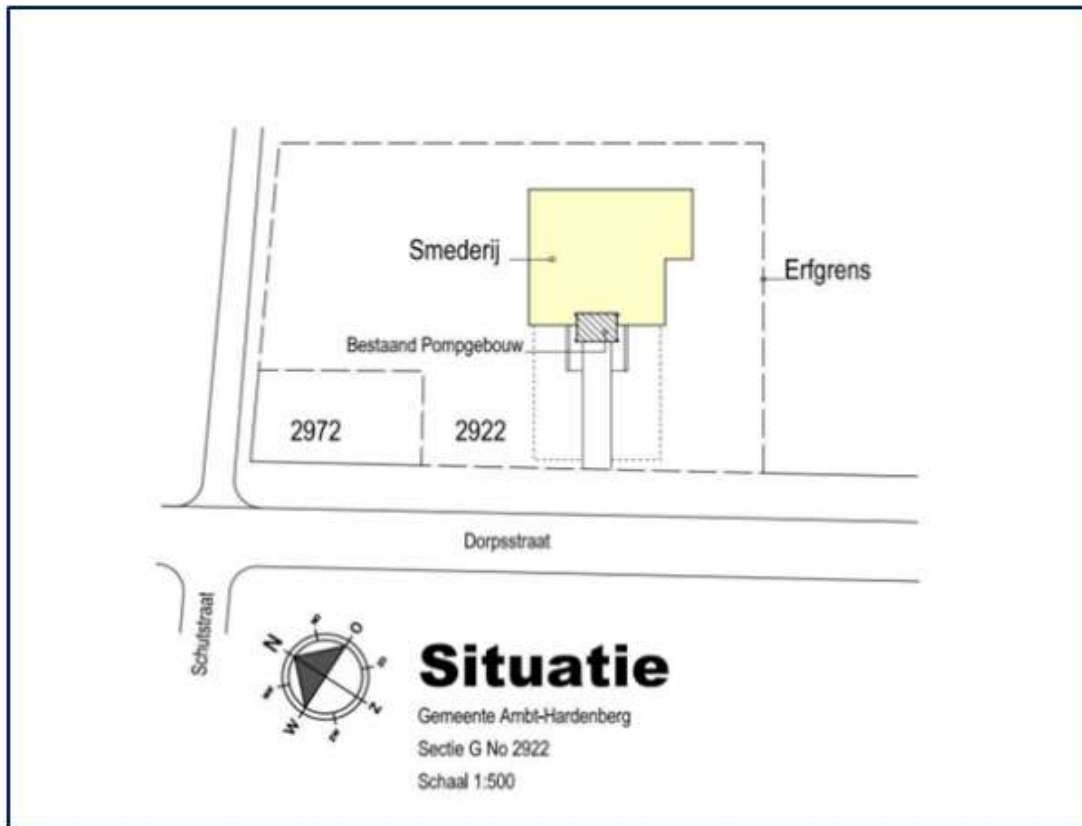 Smederij
Erfgrens
Bestaand Pompgebouw
2972
2922
Dorpsstraat
Schutstraat
N
O
W
Z
Situatie
Gemeente Ambt-Hardenberg
Sectie G No 2922
Schaal 1:500